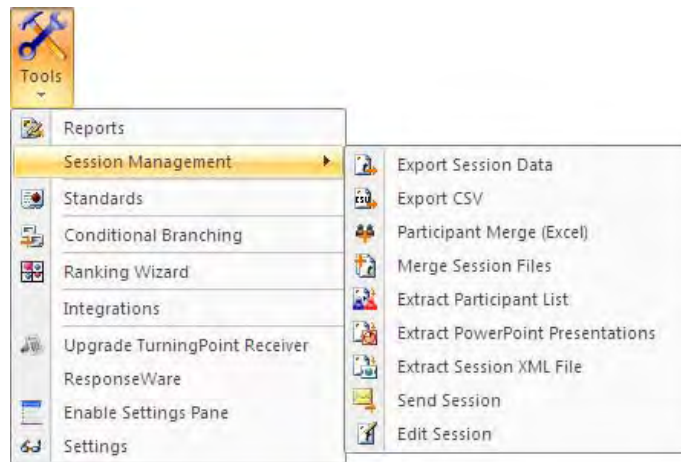 Tools
Reports
Session Management
Standards
Conditional Branching
Ranking Wizard
Integrations
Upgrade TurningPoint Receiver
ResponseWare
Enable Settings Pane
Settings
Export Session Data
Export CSV
Participant Merge (Excel)
Merge Session Files
Extract Participant List
Extract PowerPoint Presentations
Extract Session XML File
Send Session
Edit Session